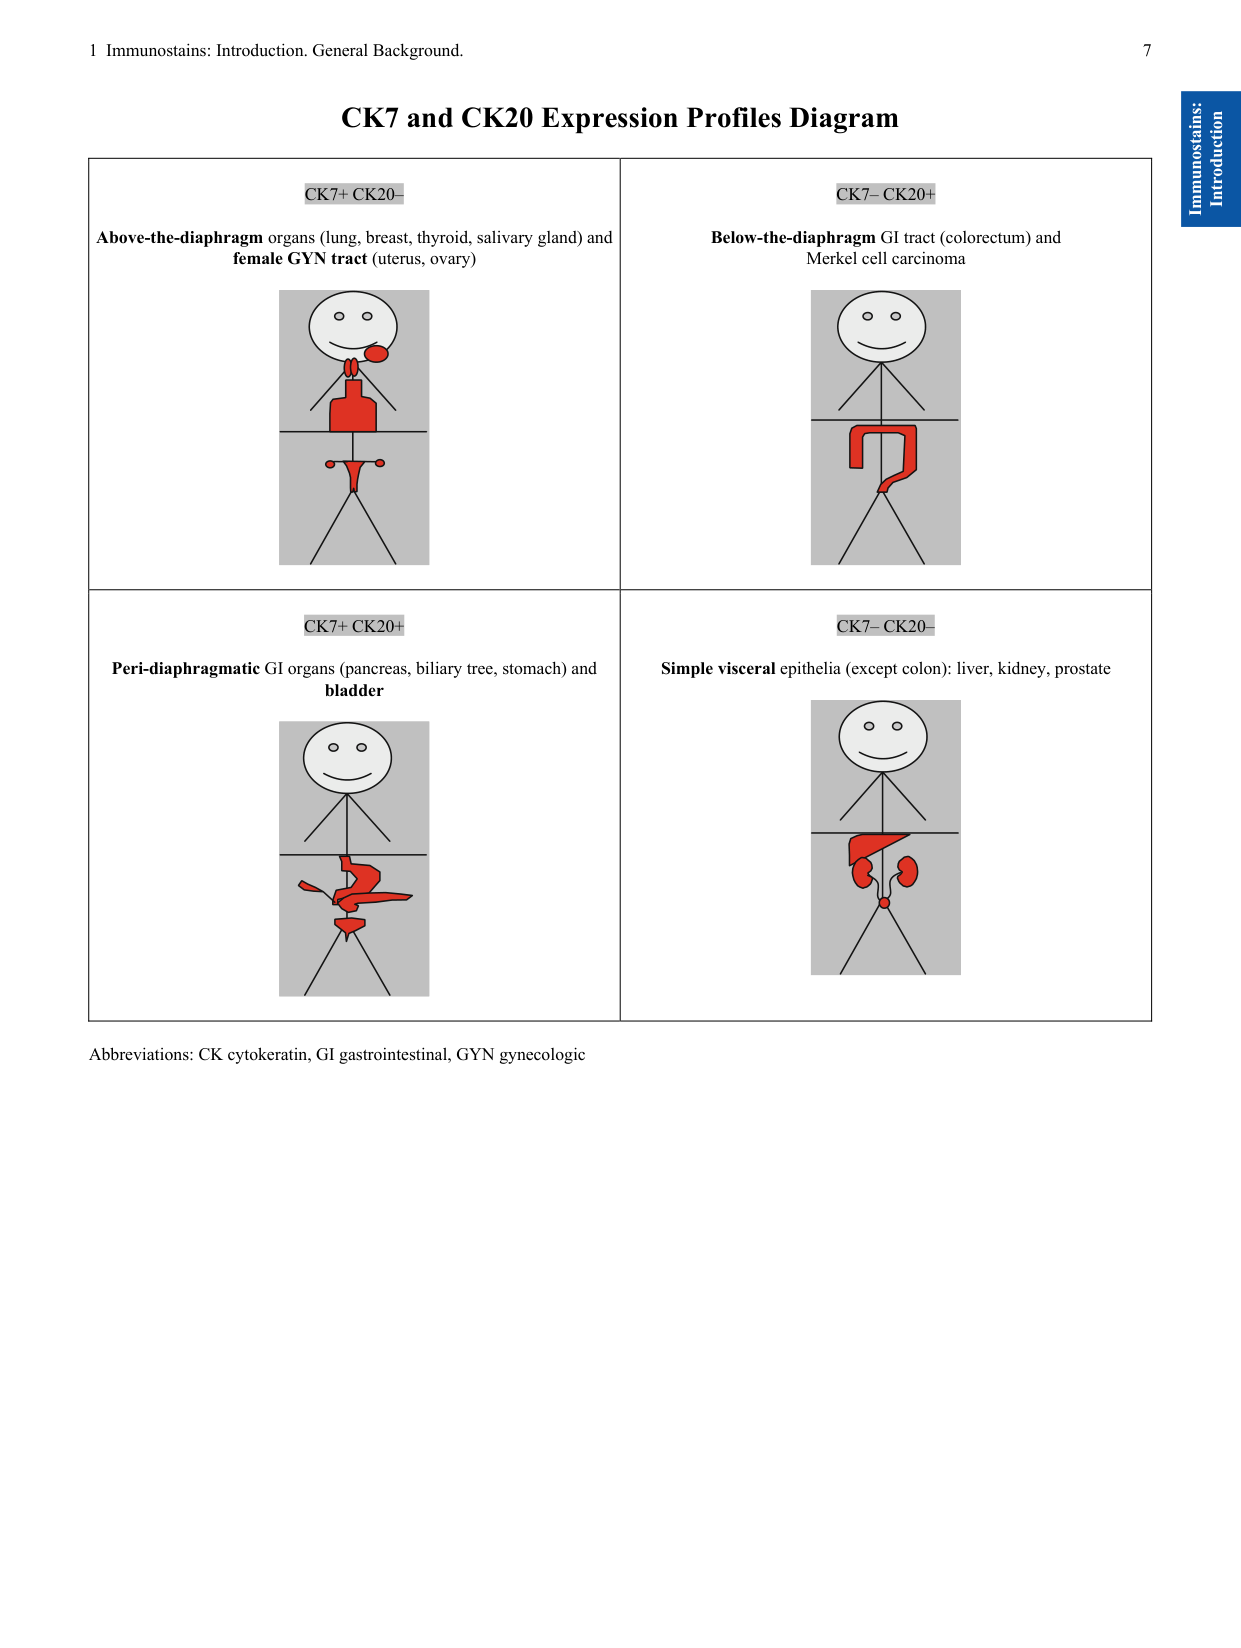 1 Immunostains: Introduction. General Background.
7
Immunostains:
Introduction
CK7 and CK20 Expression Profiles Diagram
CK7+ CK20–
Above-the-diaphragm organs (lung, breast, thyroid, salivary gland) and
female GYN tract (uterus, ovary)
CK7– CK20+
Below-the-diaphragm GI tract (colorectum) and
Merkel cell carcinoma
CK7+ CK20+
Peri-diaphragmatic GI organs (pancreas, biliary tree, stomach) and
bladder
CK7– CK20–
Simple visceral epithelia (except colon): liver, kidney, prostate
Abbreviations: CK cytokeratin, GI gastrointestinal, GYN gynecologic